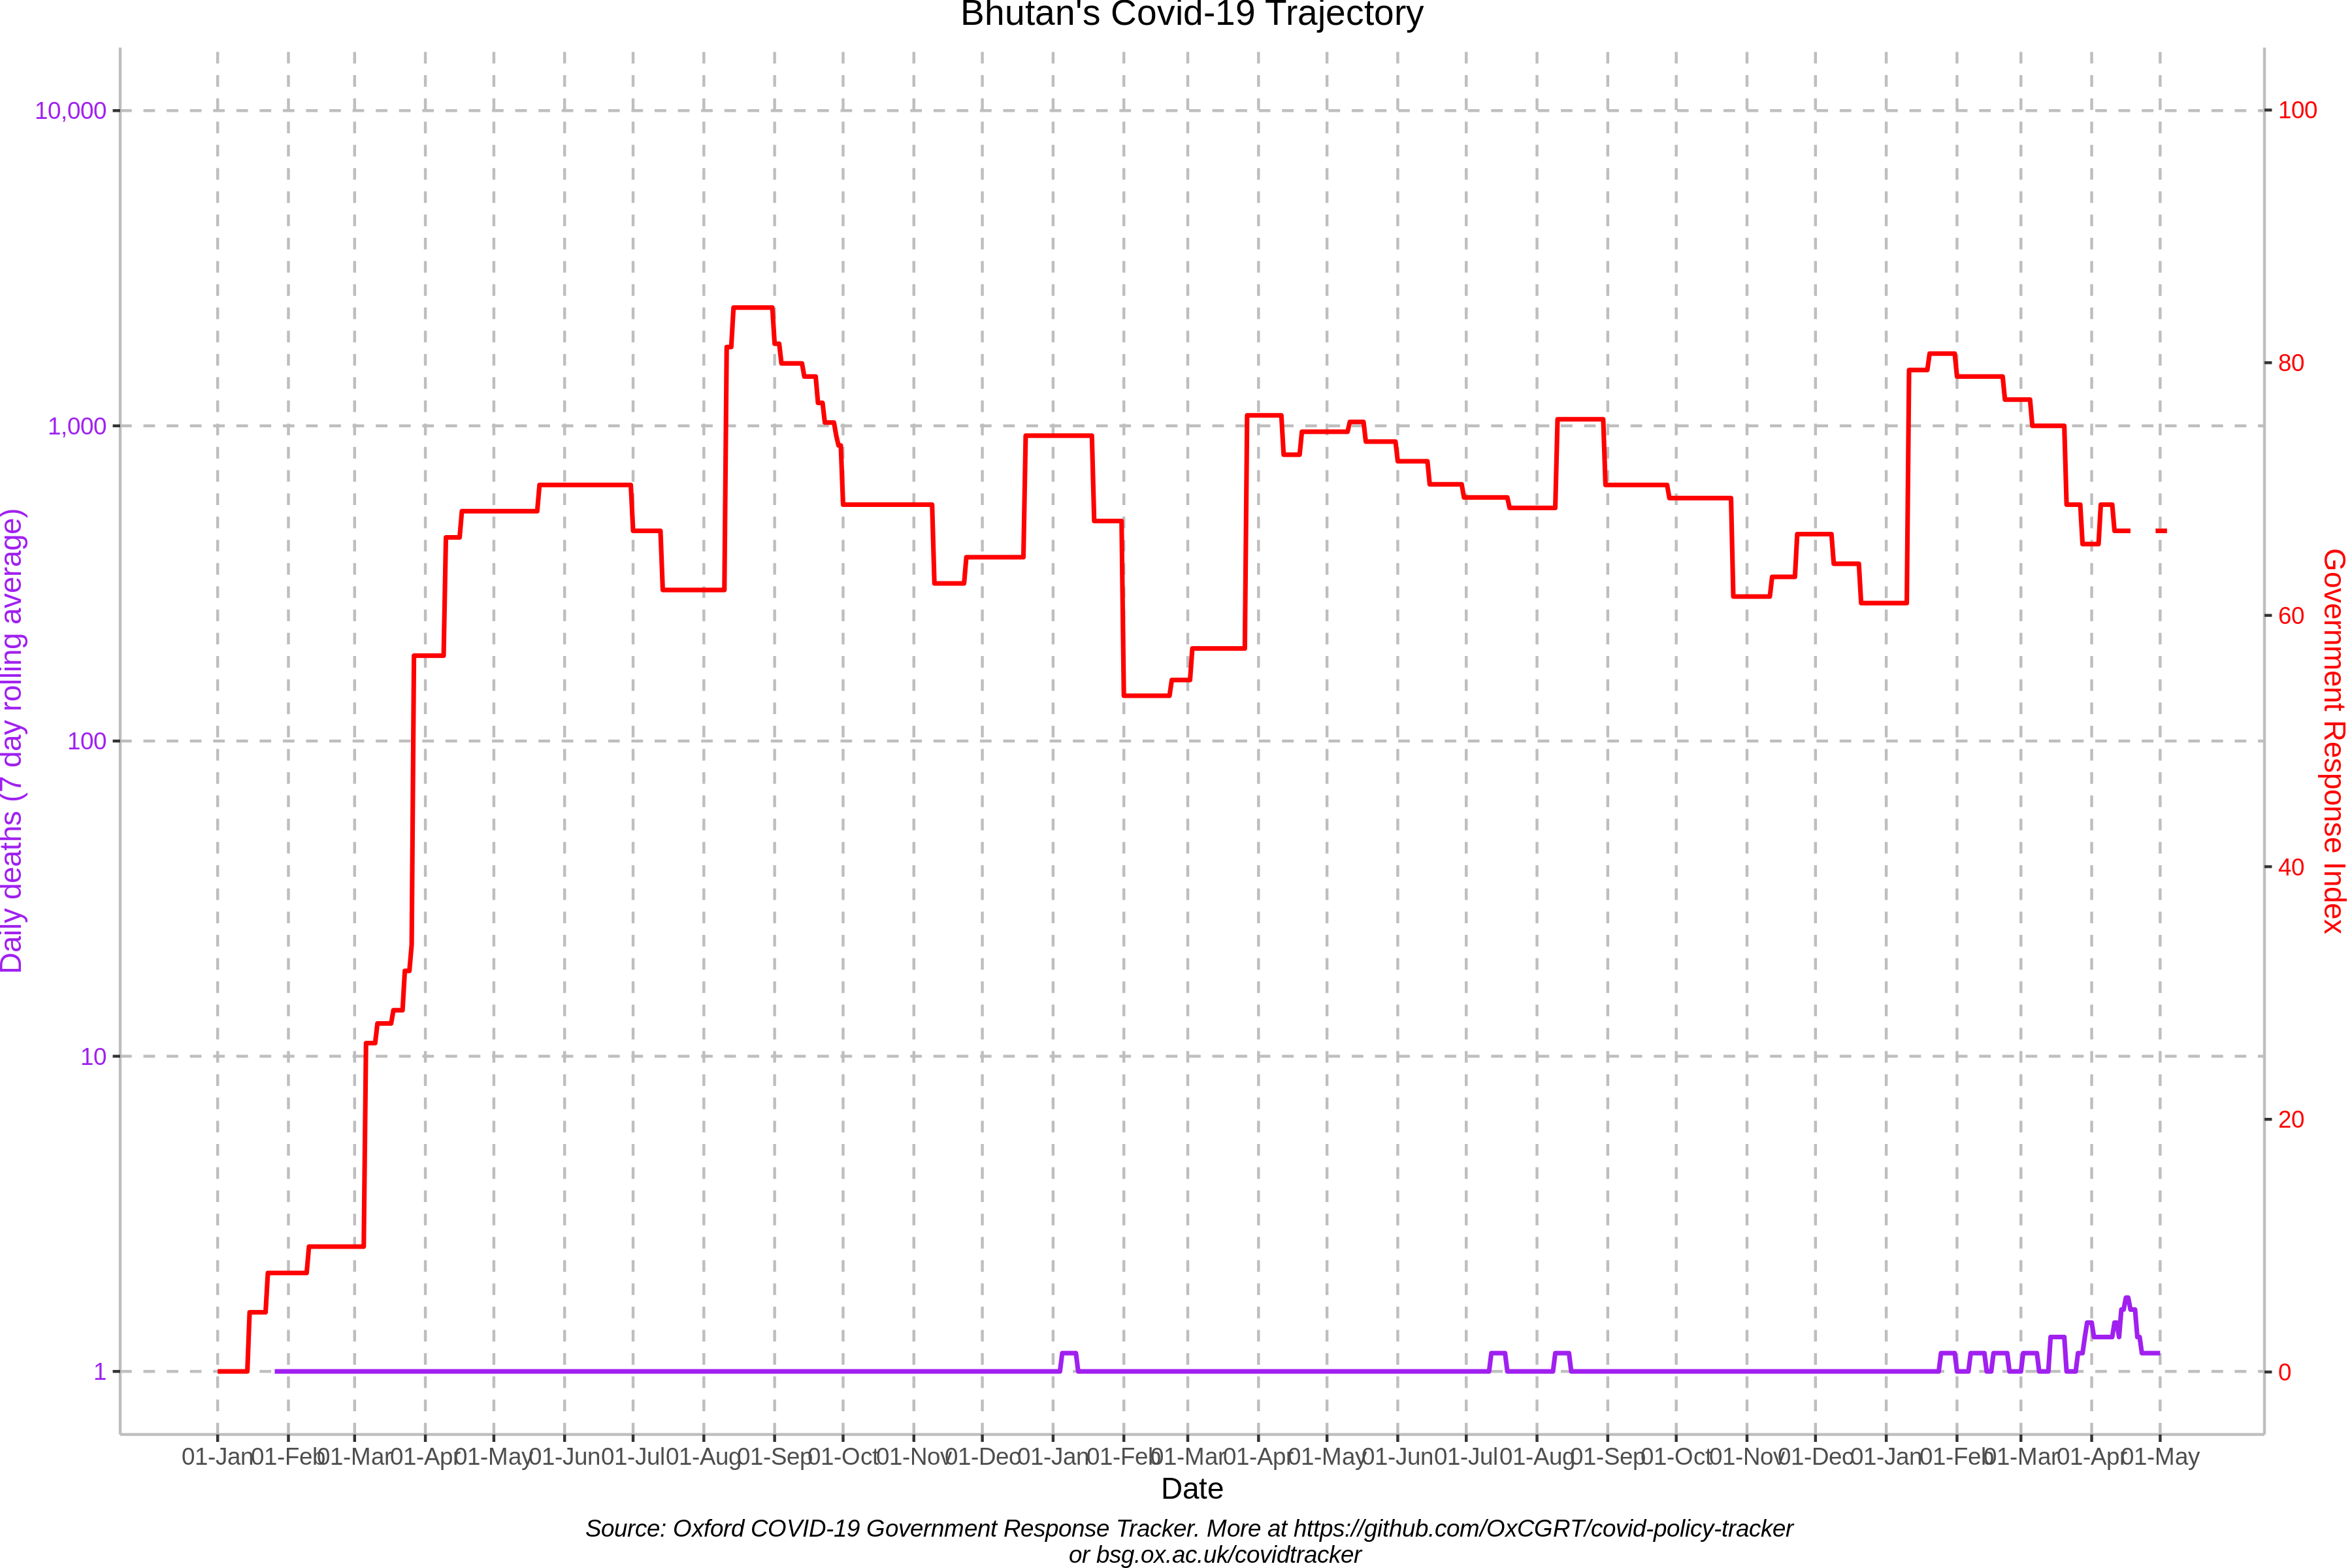 Bhutan's Covid-19 Trajectory
10,000
1,000
100
10
1
Daily deaths (7 day rolling average)
100
80
60
40
20
0
Government Response Index
01-Jan 01-Feb 01-Mar 01-Apr 01-May 01-Jun 01-Jul 01-Aug 01-Sep 01-Oct 01-Nov 01-Dec 01-Jan 01-Feb 01-Mar 01-Apr 01-May 01-Jun 01-Jul 01-Aug 01-Sep 01-Oct 01-Nov 01-Dec 01-Jan 01-Feb 01-Mar 01-Apr 01-May
Date
Source: Oxford COVID-19 Government Response Tracker. More at https://github.com/OxCGRT/covid-policy-tracker
or bsg.ox.ac.uk/covidtracker